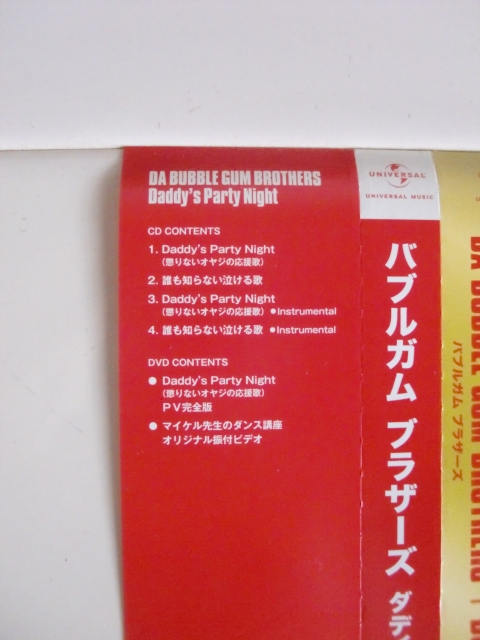 DA BUBBLE GUM BROTHERS
Daddy's Party Night
CD CONTENTS
1. Daddy's Party Night
(懲りないオヤジの応援歌)
2. 誰も知らない泣ける歌
3. Daddy's Party Night
(懲りないオヤジの応援歌) ●Instrumental
4. 誰も知らない泣ける歌 ●Instrumental
DVD CONTENTS
● Daddy's Party Night
(懲りないオヤジの応援歌)
PV完全版
● マイケル先生のダンス講座
オリジナル振付ビデオ
UNIVERSAL
UNIVERSAL MUSIC
バブルガム ブラザーズ ダデ
DA BUBBLE GUM BROTHERS
バブルガム ブラザーズ